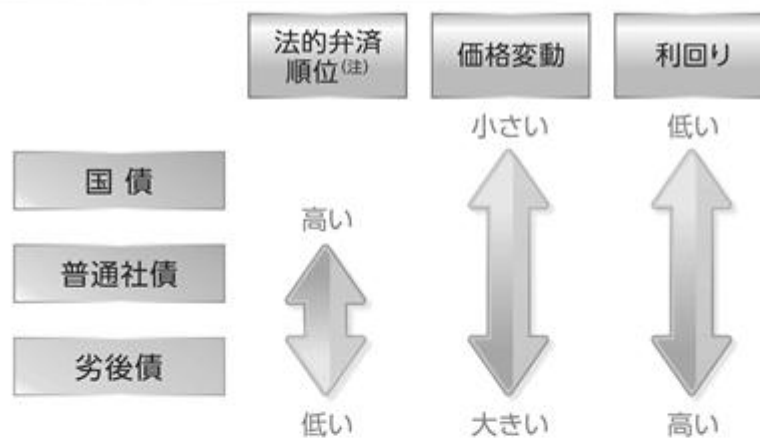 法的弁済
順位(注)
価格変動
利回り
小さい
低い
国債
高い
普通社債
劣後債
低い
大きい
高い